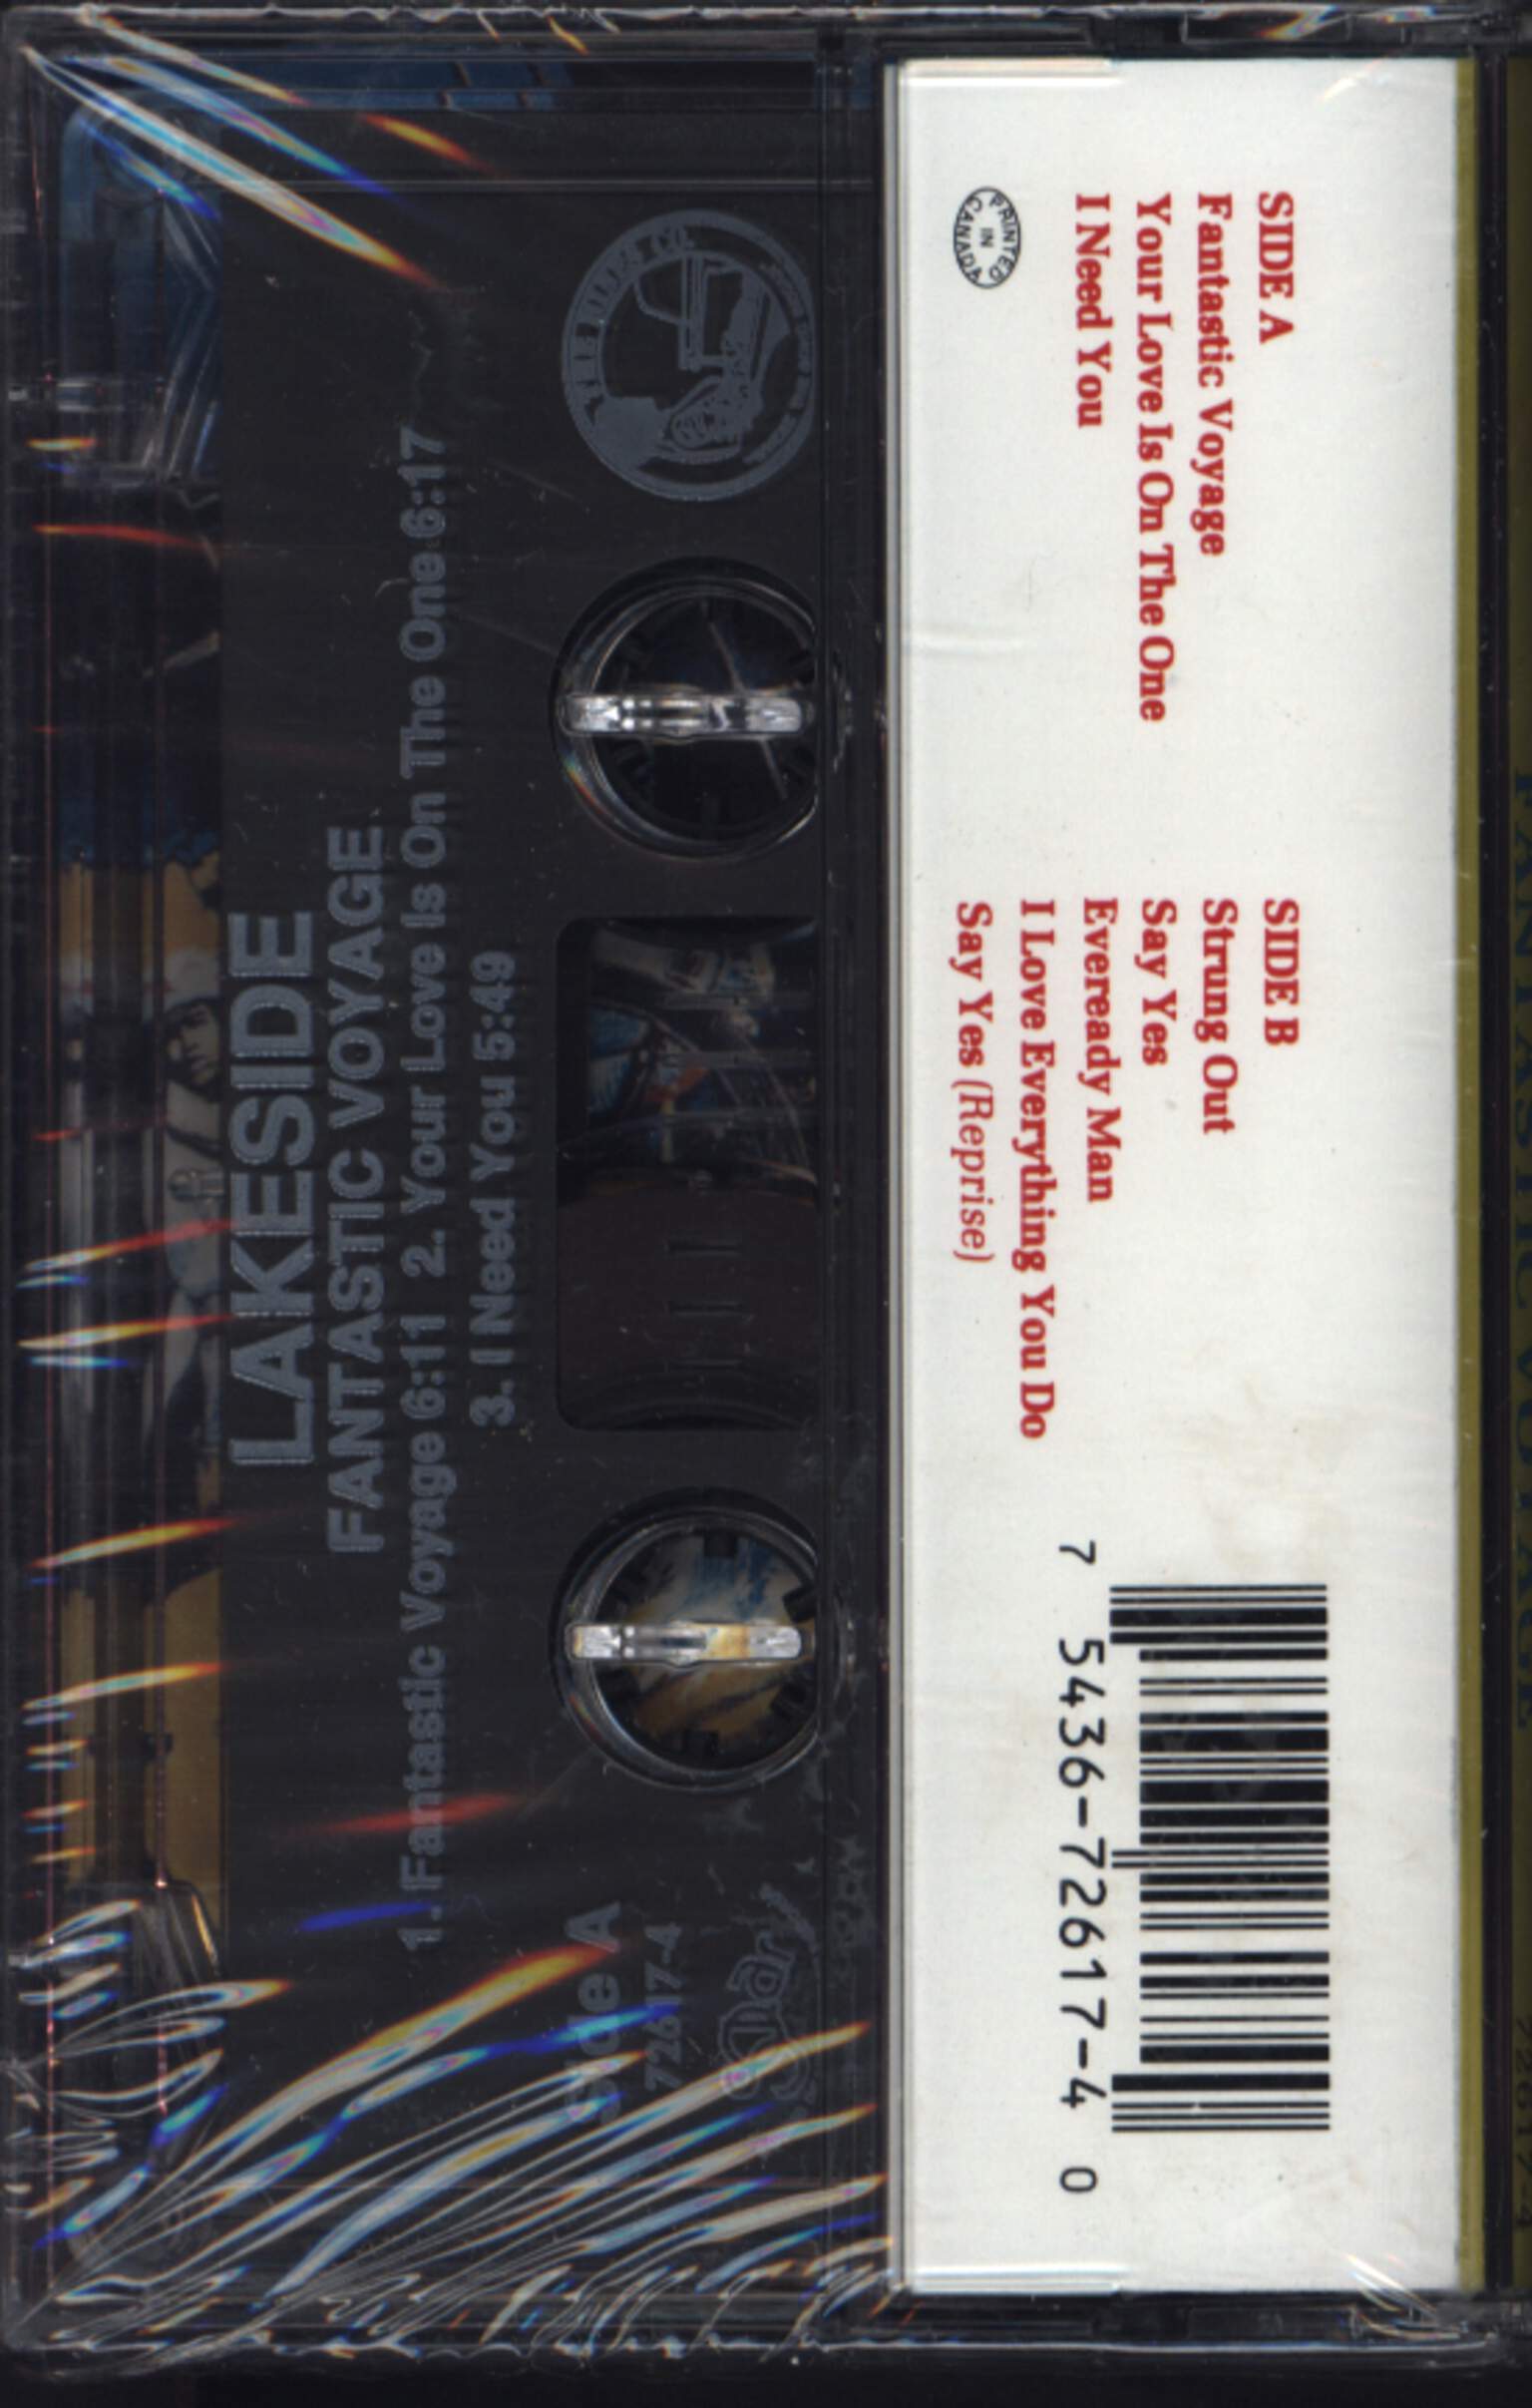 SIDE A
Fantastic Voyage
Your Love Is On The One
I Need You
PRINTED IN CANADA
SIDE B
Strung Out
Say Yes
Eveready Man
I Love Everything You Do
Say Yes (Reprise)
7 5436-72617-4 0
LAKESIDE
FANTASTIC VOYAGE
1. Fantastic Voyage 6:11 2. Your Love Is On The One 6:17
3. I Need You 5:49
Side A
72617-4
Solar